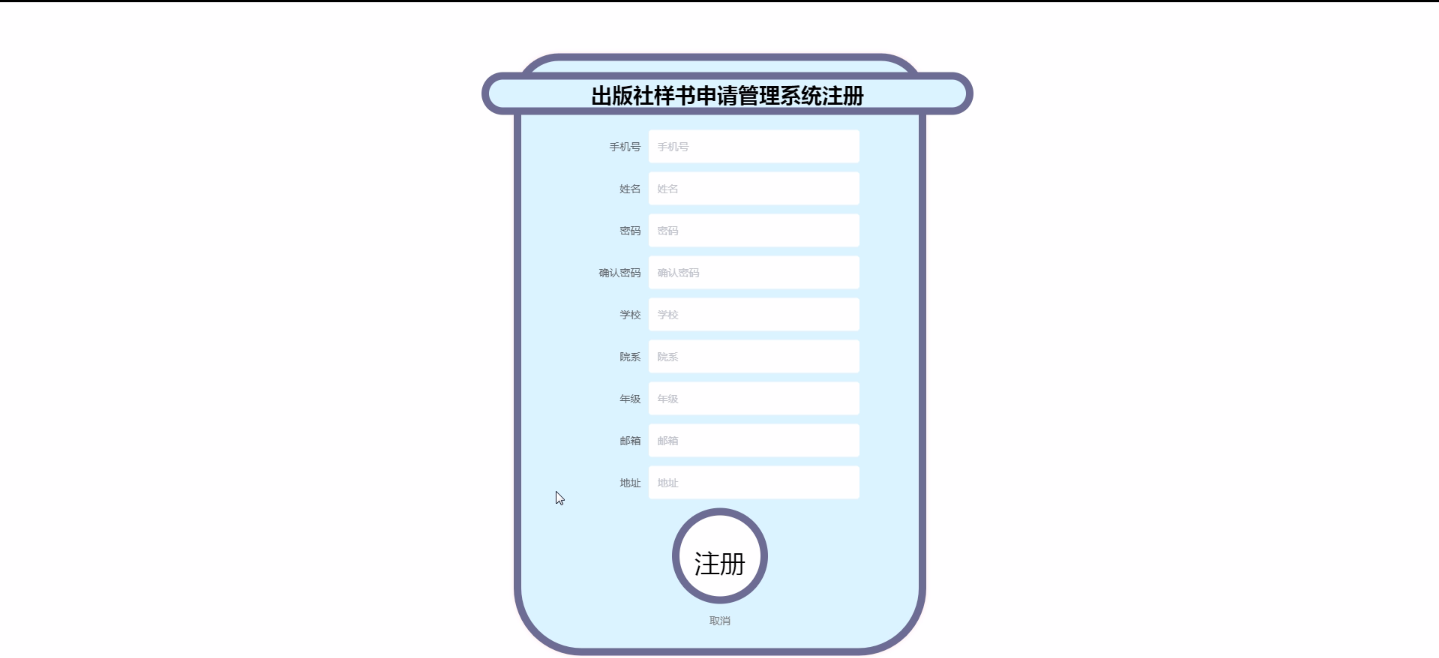 出版社样书申请管理系统注册
手机号 手机号
姓名 姓名
密码 密码
确认密码 确认密码
学校 学校
院系 院系
年级 年级
邮箱 邮箱
地址 地址
注册
取消